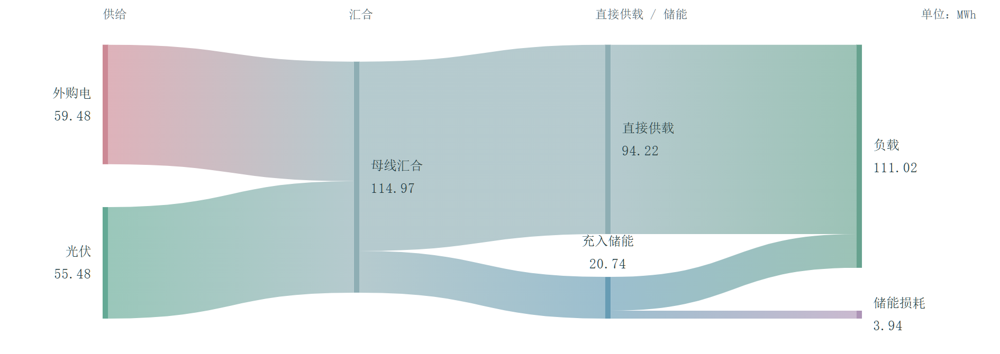 供给
汇合
直接供载 / 储能
单位: MWh
外购电
59.48
光伏
55.48
母线汇合
114.97
直接供载
94.22
充入储能
20.74
负载
111.02
储能损耗
3.94